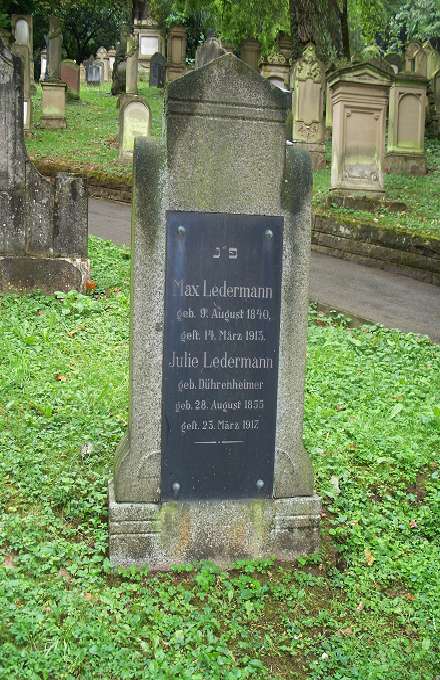 פ״נ
Max Ledermann
geb. 9. August 1840,
gest. 14. März 1913.
Julie Ledermann
geb. Dührenheimer
geb. 28. August 1855
gest. 23. März 1917.